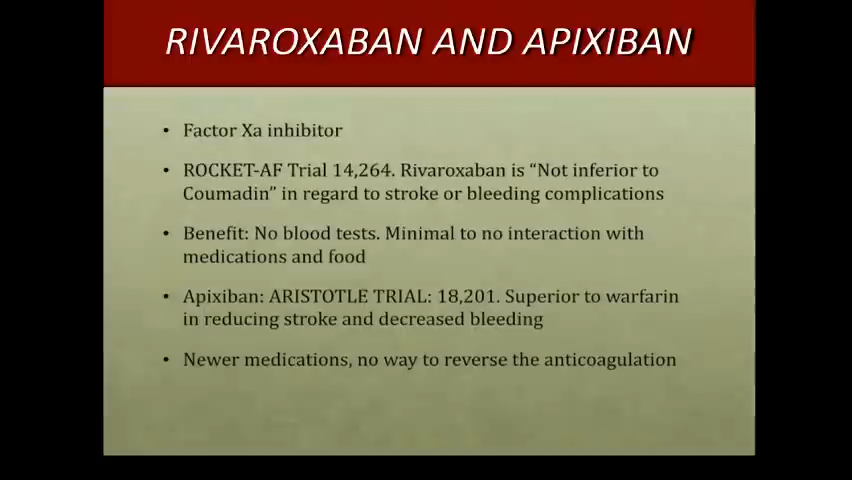 RIVAROXABAN AND APIXIBAN
• Factor Xa inhibitor
• ROCKET-AF Trial 14,264. Rivaroxaban is “Not inferior to
Coumadin” in regard to stroke or bleeding complications
• Benefit: No blood tests. Minimal to no interaction with
medications and food
• Apixiban: ARISTOTLE TRIAL: 18,201. Superior to warfarin
in reducing stroke and decreased bleeding
• Newer medications, no way to reverse the anticoagulation